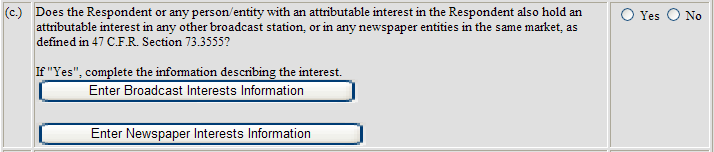 (c.) Does the Respondent or any person/entity with an attributable interest in the Respondent also hold an
attributable interest in any other broadcast station, or in any newspaper entities in the same market, as
defined in 47 C.F.R. Section 73.3555?
Yes No
If "Yes", complete the information describing the interest.
Enter Broadcast Interests Information
Enter Newspaper Interests Information